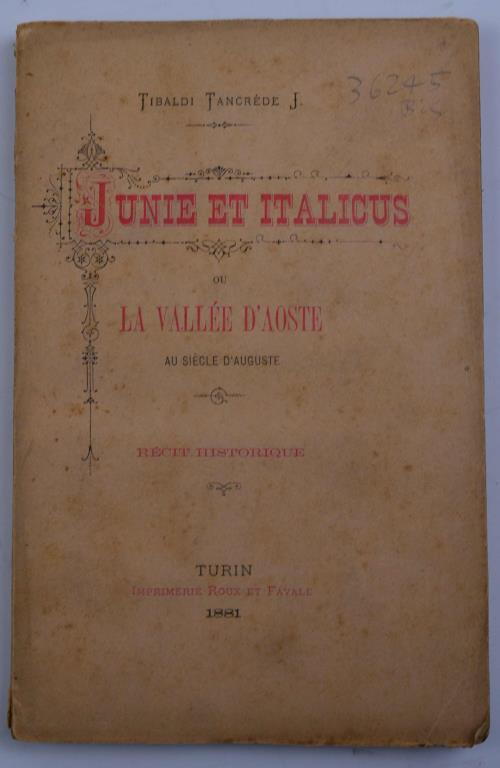 TIBALDI TANCRÈDE J.
36245
JUNIE ET ITALICUS
OU
LA VALLÉE D'AOSTE
AU SIÈCLE D'AUGUSTE
RÉCIT HISTORIQUE
TURIN
IMPRIMERIE ROUX ET FAVALE
1881